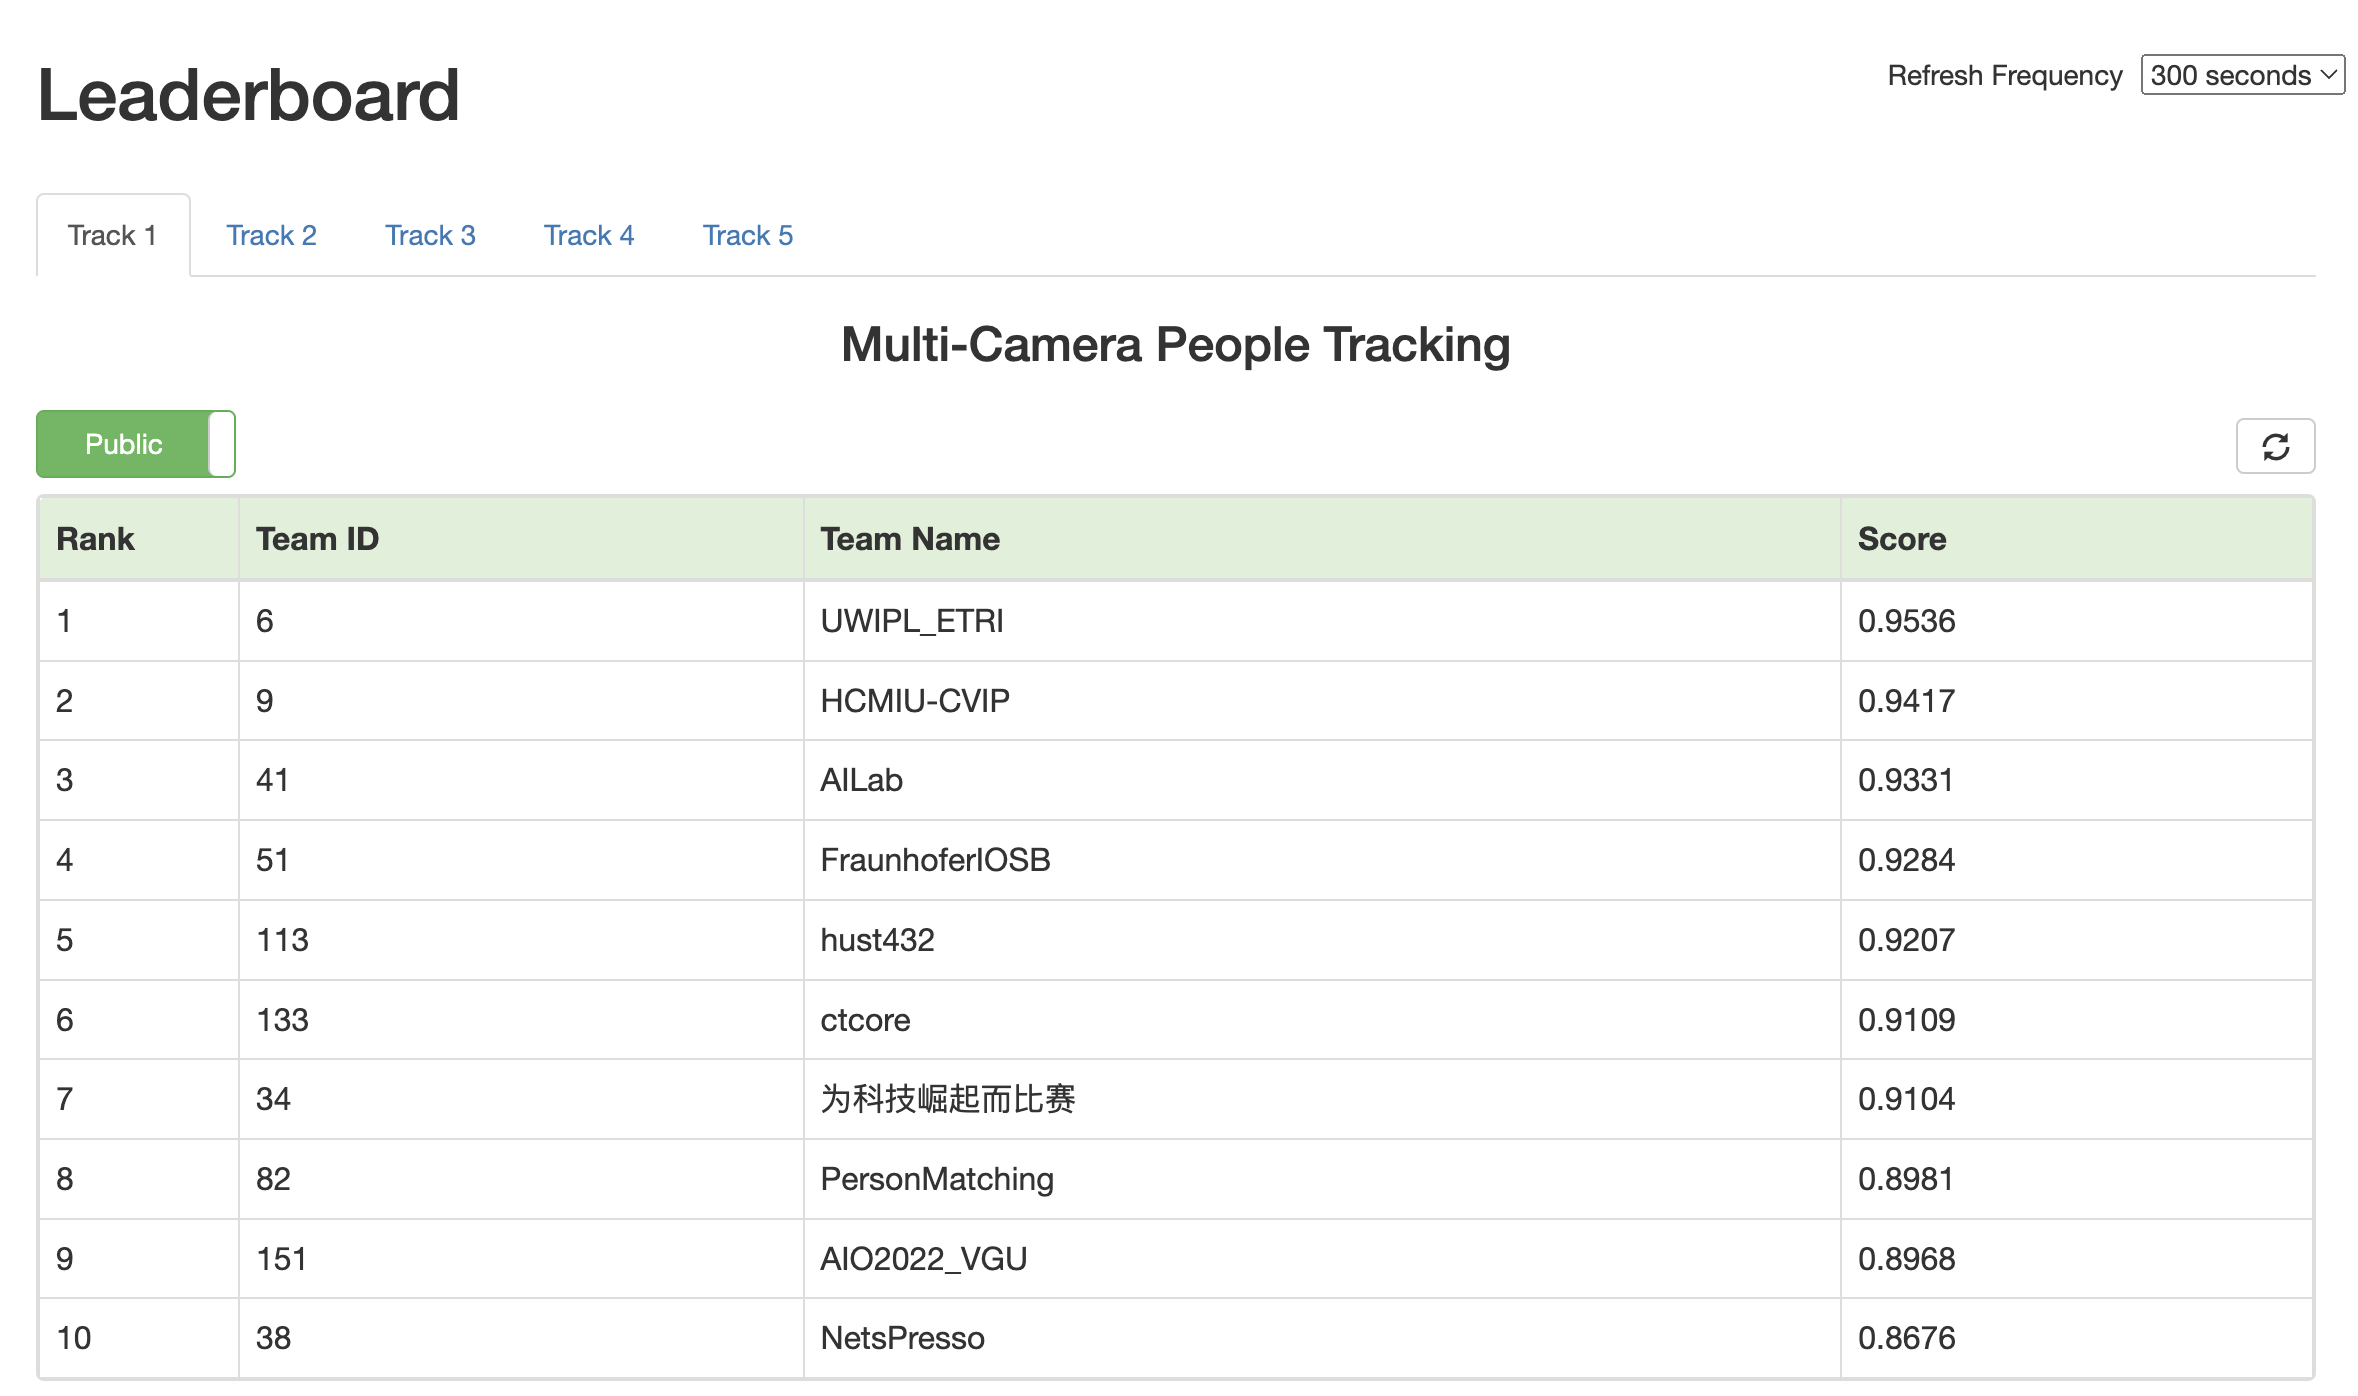 Leaderboard
Refresh Frequency 300 seconds
Track 1 Track 2 Track 3 Track 4 Track 5
Multi-Camera People Tracking
Public
Rank Team ID Team Name Score
1 6 UWIPL_ETRI 0.9536
2 9 HCMIU-CVIP 0.9417
3 41 AILab 0.9331
4 51 FraunhoferIOSB 0.9284
5 113 hust432 0.9207
6 133 ctcore 0.9109
7 34 为科技崛起而比赛 0.9104
8 82 PersonMatching 0.8981
9 151 AIO2022_VGU 0.8968
10 38 NetsPresso 0.8676